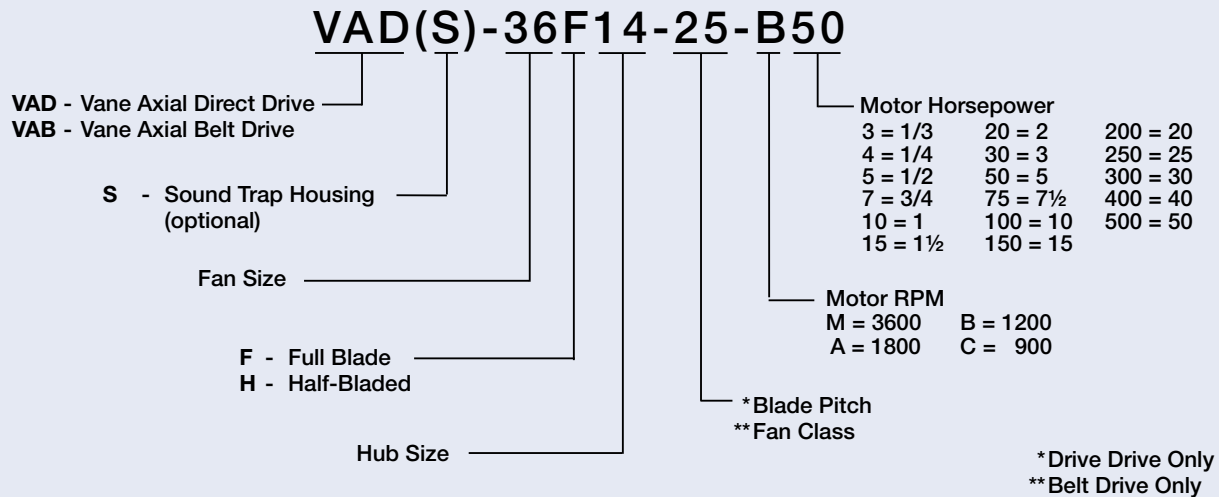 VAD(S)-36F14-25-B50
VAD - Vane Axial Direct Drive
VAB - Vane Axial Belt Drive
S - Sound Trap Housing
(optional)
Fan Size
F - Full Blade
H - Half-Bladed
Hub Size
Motor Horsepower
3 = 1/3 20 = 2 200 = 20
4 = 1/4 30 = 3 250 = 25
5 = 1/2 50 = 5 300 = 30
7 = 3/4 75 = 7½ 400 = 40
10 = 1 100 = 10 500 = 50
15 = 1½ 150 = 15
Motor RPM
M = 3600 B = 1200
A = 1800 C = 900
*Blade Pitch
**Fan Class
*Drive Drive Only
**Belt Drive Only